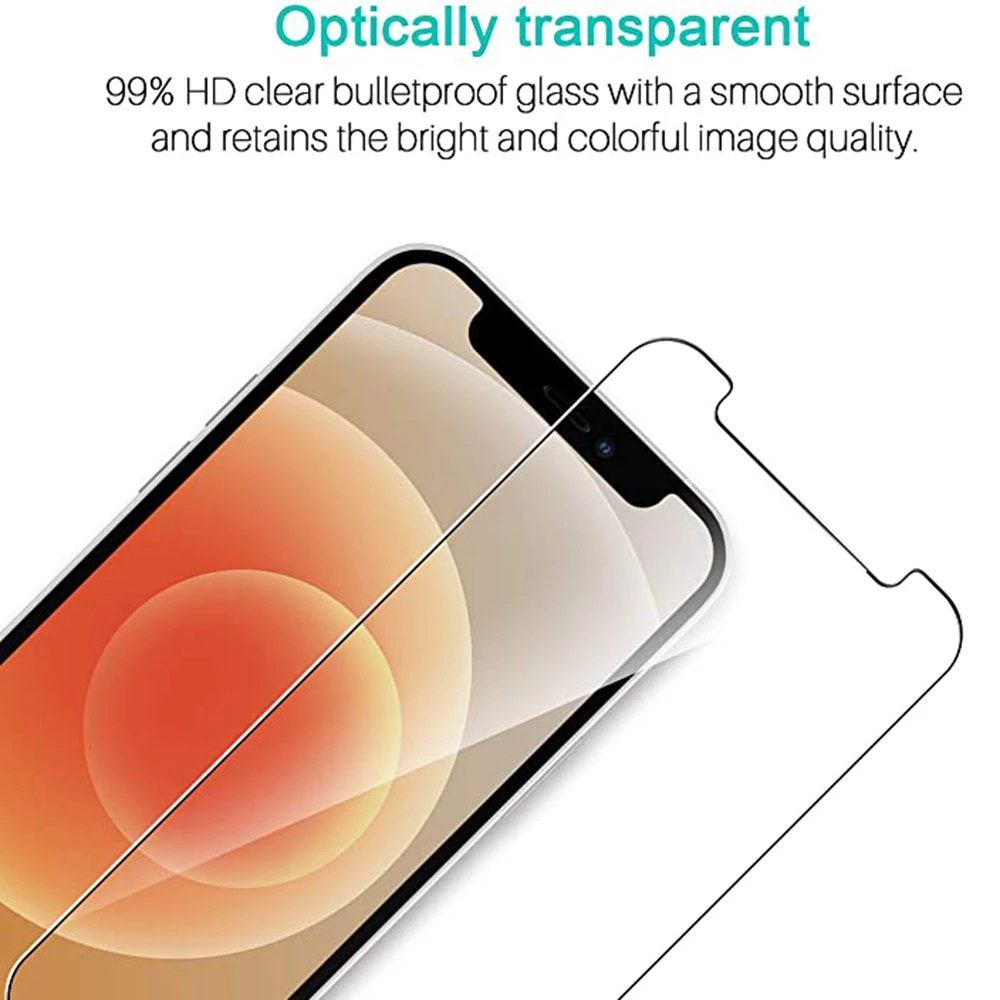 Optically transparent
99% HD clear bulletproof glass with a smooth surface
and retains the bright and colorful image quality.